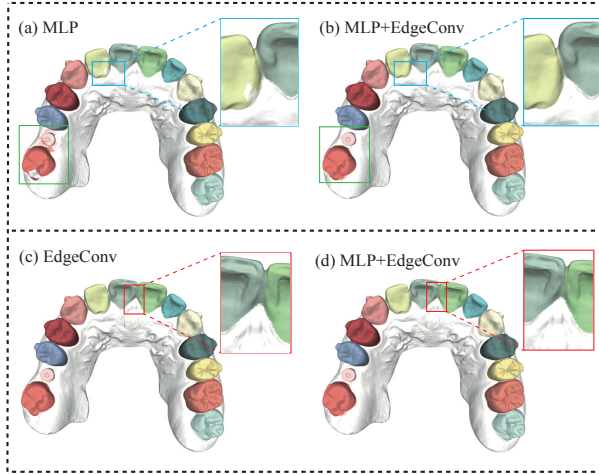 (a) MLP
(b) MLP+EdgeConv
(c) EdgeConv
(d) MLP+EdgeConv